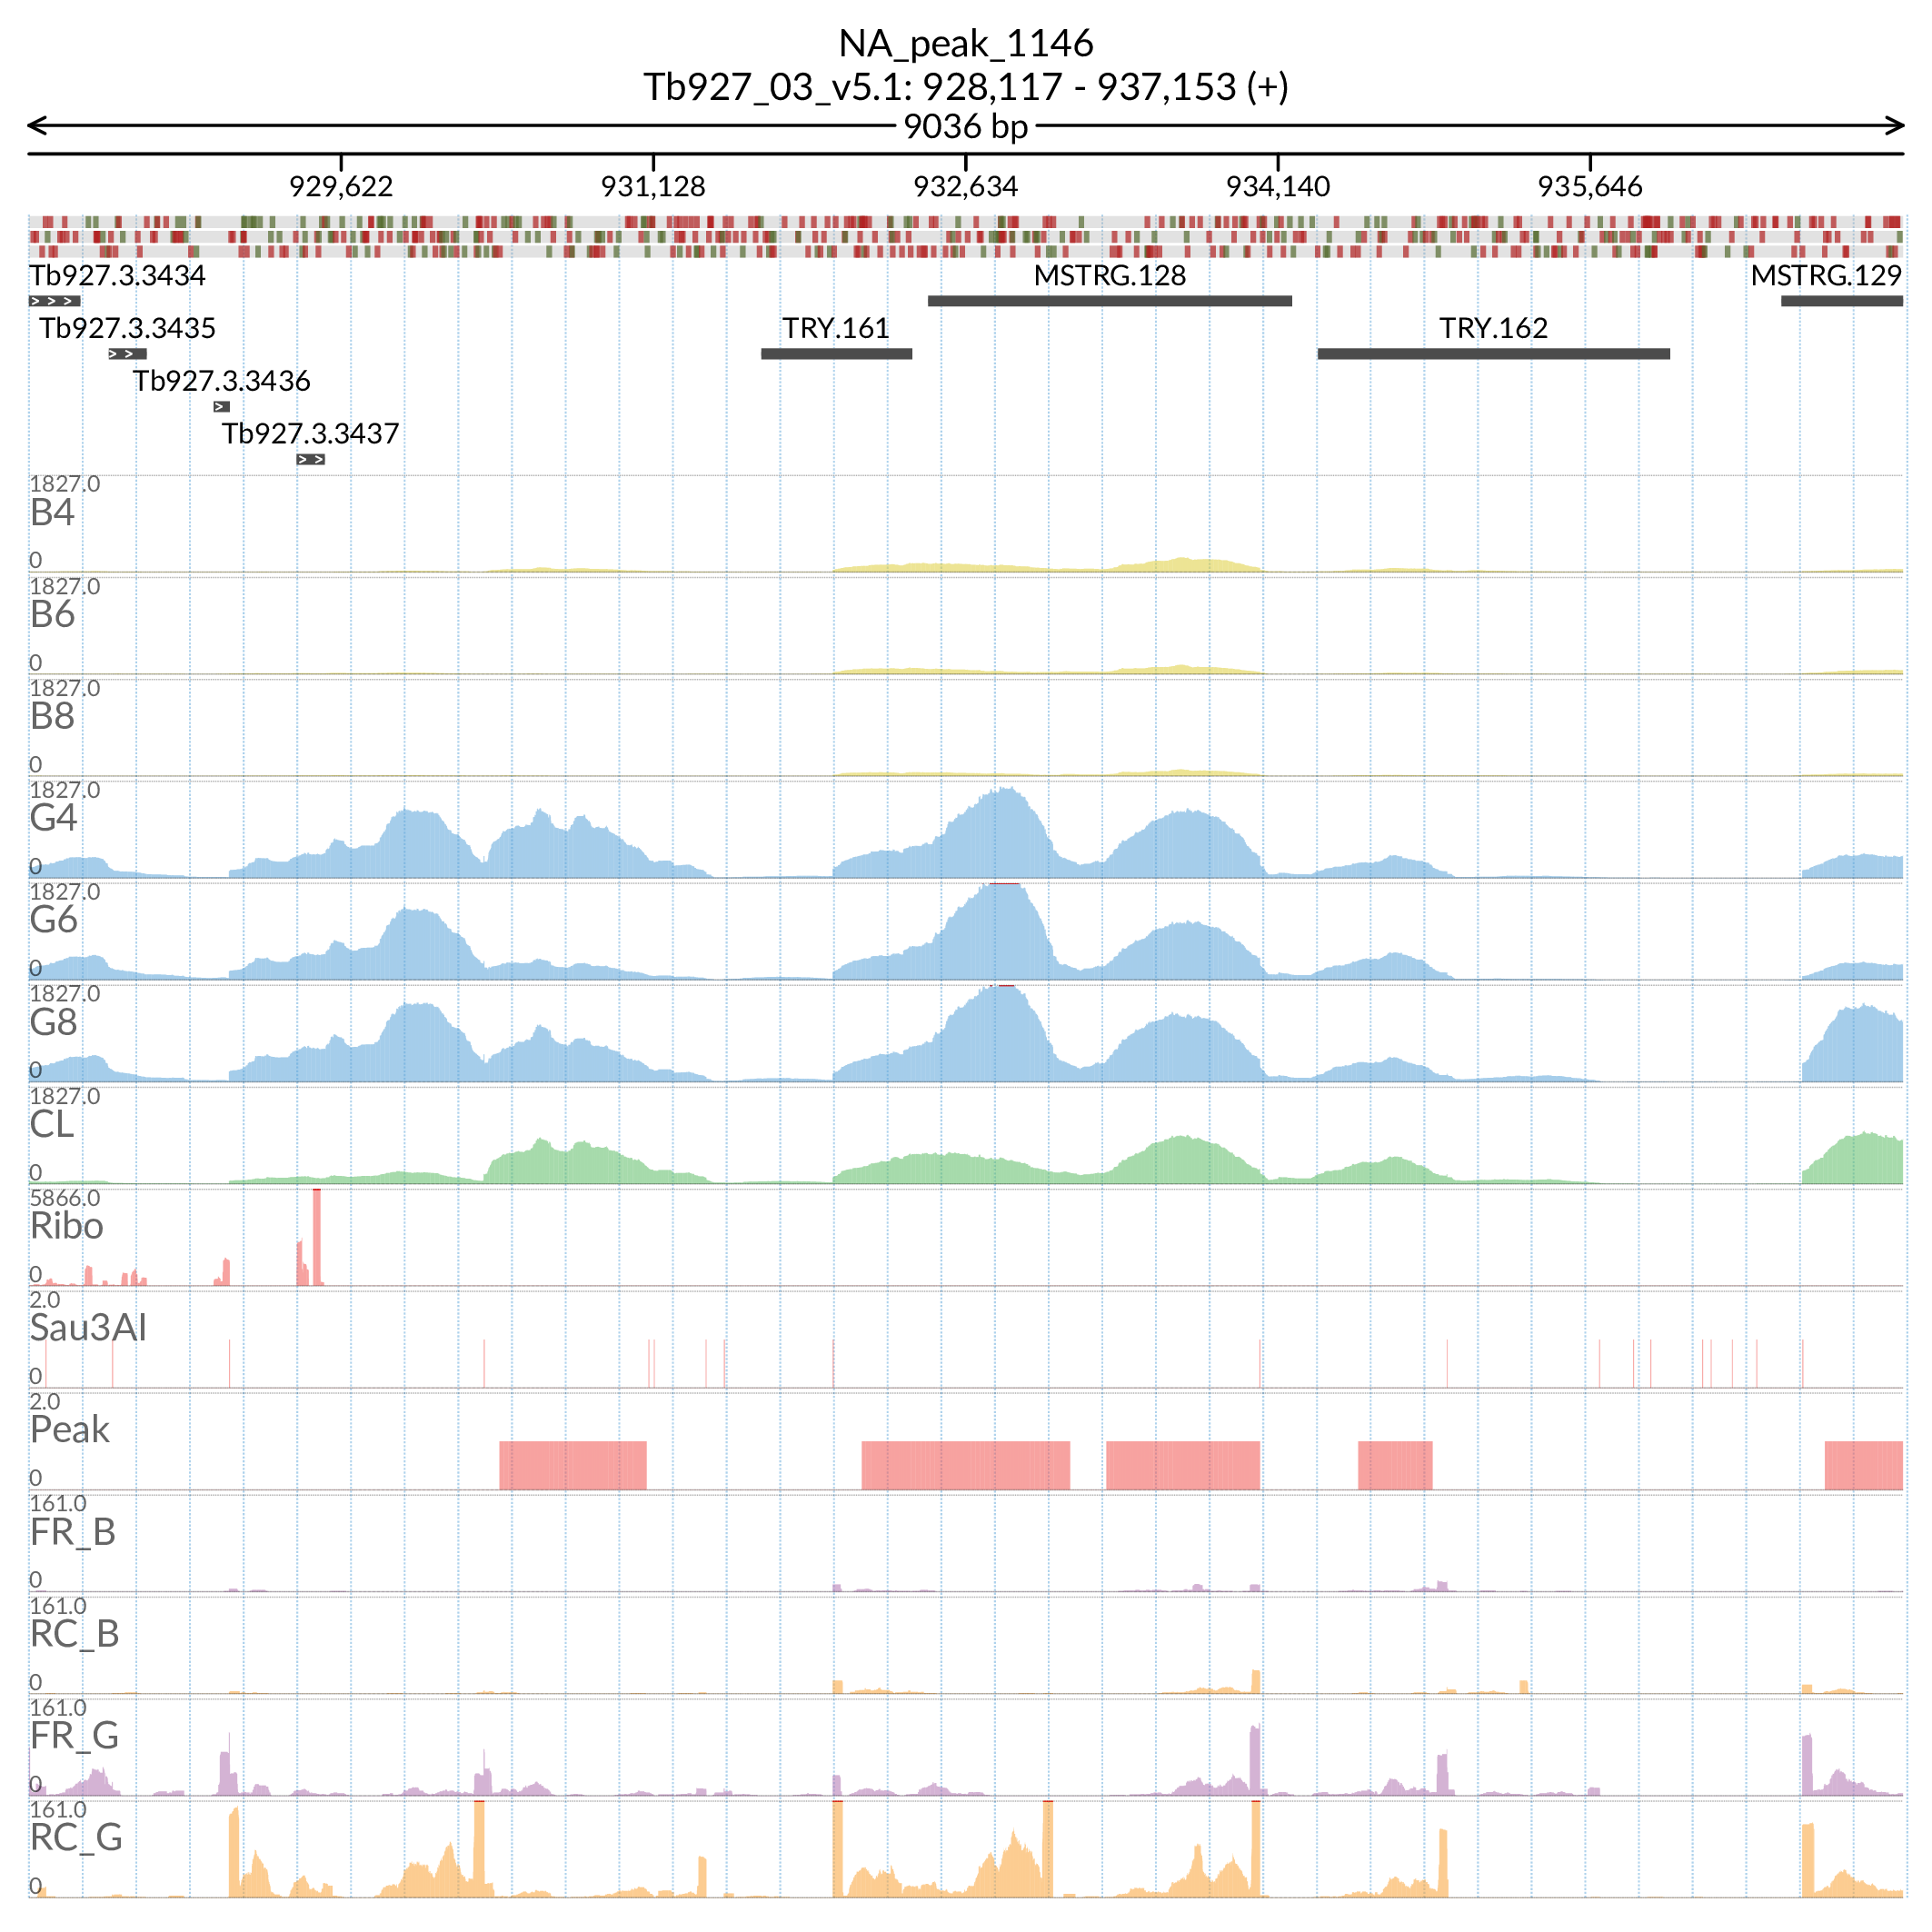 NA_peak_1146
Tb927_03_v5.1: 928,117 - 937,153 (+)
9036 bp
929,622 931,128 932,634 934,140 935,646
Tb927.3.3434 MSTRG.128 MSTRG.129
Tb927.3.3435 TRY.161 TRY.162
Tb927.3.3436
Tb927.3.3437
1827.0
B4
0
1827.0
B6
0
1827.0
B8
0
1827.0
G4
0
1827.0
G6
0
1827.0
G8
0
1827.0
CL
0
5866.0
Ribo
0
2.0
Sau3AI
0
2.0
Peak
0
161.0
FR_B
0
161.0
RC_B
0
161.0
FR_G
0
161.0
RC_G
0